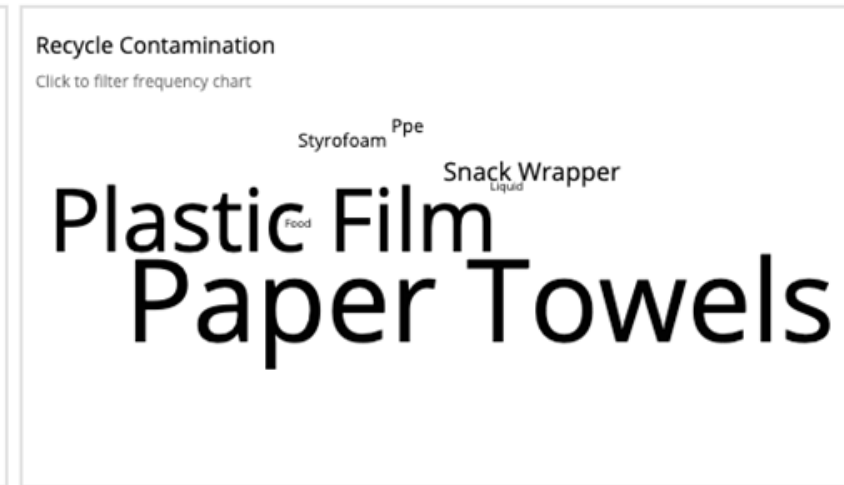 Recycle Contamination
Click to filter frequency chart
Ppe
Styrofoam
Snack Wrapper
Liquid
Plastic Film
Food
Paper Towels